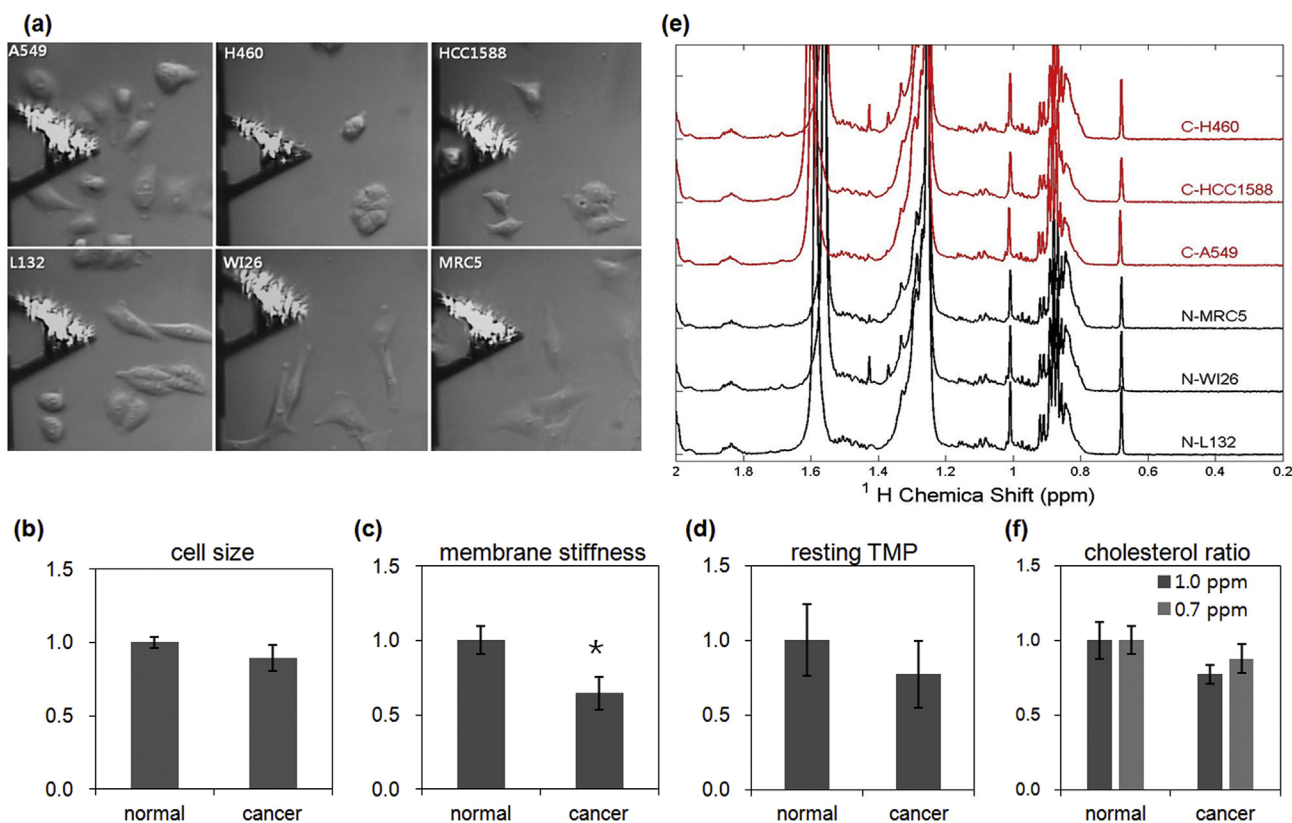 (a)
A549
H460
HCC1588
L132
WI26
MRC5
(e)
C-H460
C-HCC1588
C-A549
N-MRC5
N-WI26
N-L132
2 1.8 1.6 1.4 1.2 1 0.8 0.6 0.4 0.2
1 H Chemica Shift (ppm)
(b)
cell size
1.5
1.0
0.5
0.0
normal cancer
(c)
membrane stiffness
1.5
1.0
*
0.5
0.0
normal cancer
(d)
resting TMP
1.5
1.0
0.5
0.0
normal cancer
(f)
cholesterol ratio
1.5
1.0 ppm
0.7 ppm
1.0
0.5
0.0
normal cancer